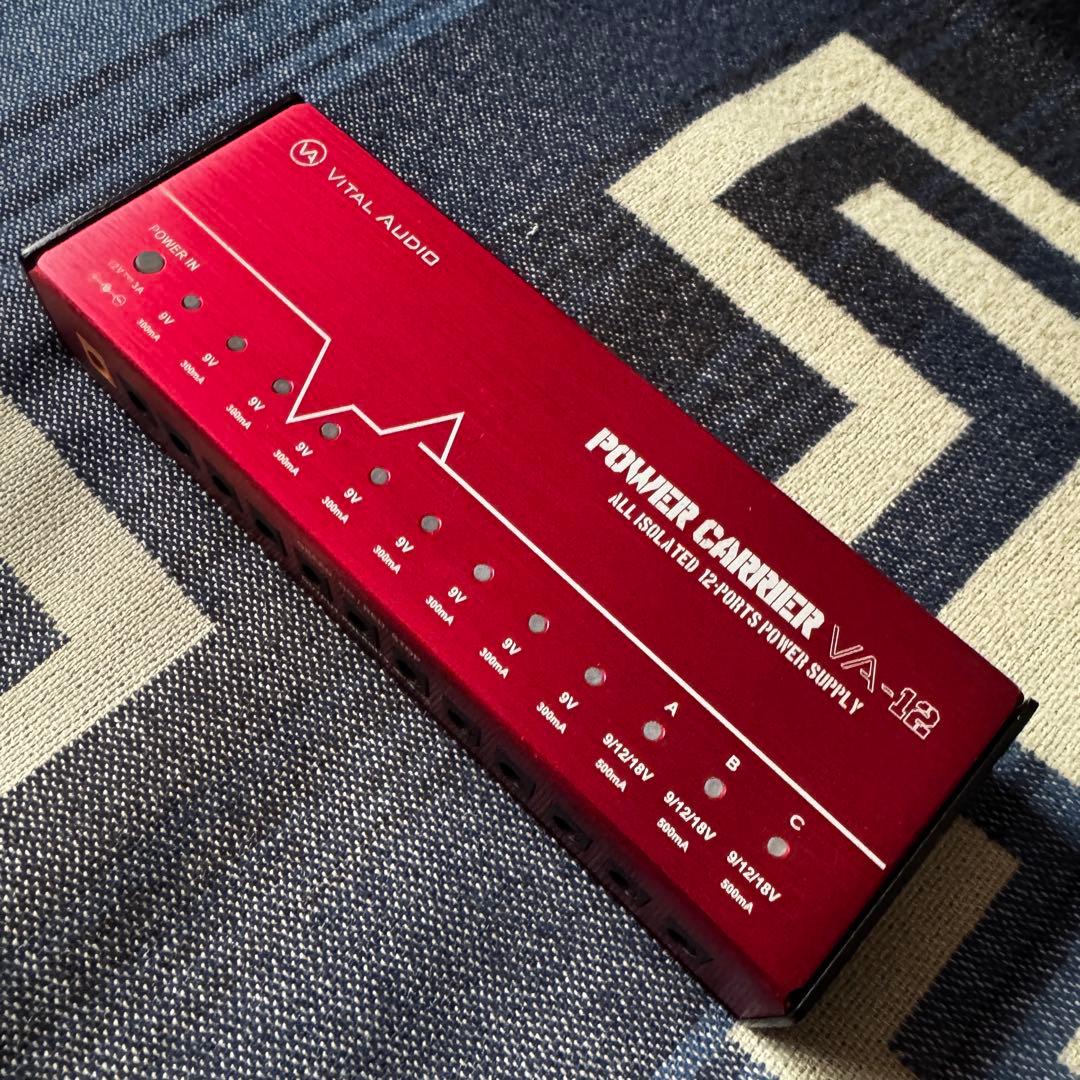 VA VITAL AUDIO
POWER IN
12V⎓3A
9V
300mA
9V
300mA
9V
300mA
9V
300mA
9V
300mA
9V
300mA
9V
300mA
9V
300mA
9V
300mA
A
9/12/18V
500mA
B
9/12/18V
500mA
C
9/12/18V
500mA
POWER CARRIER VA-12
ALL ISOLATED 12-PORTS POWER SUPPLY